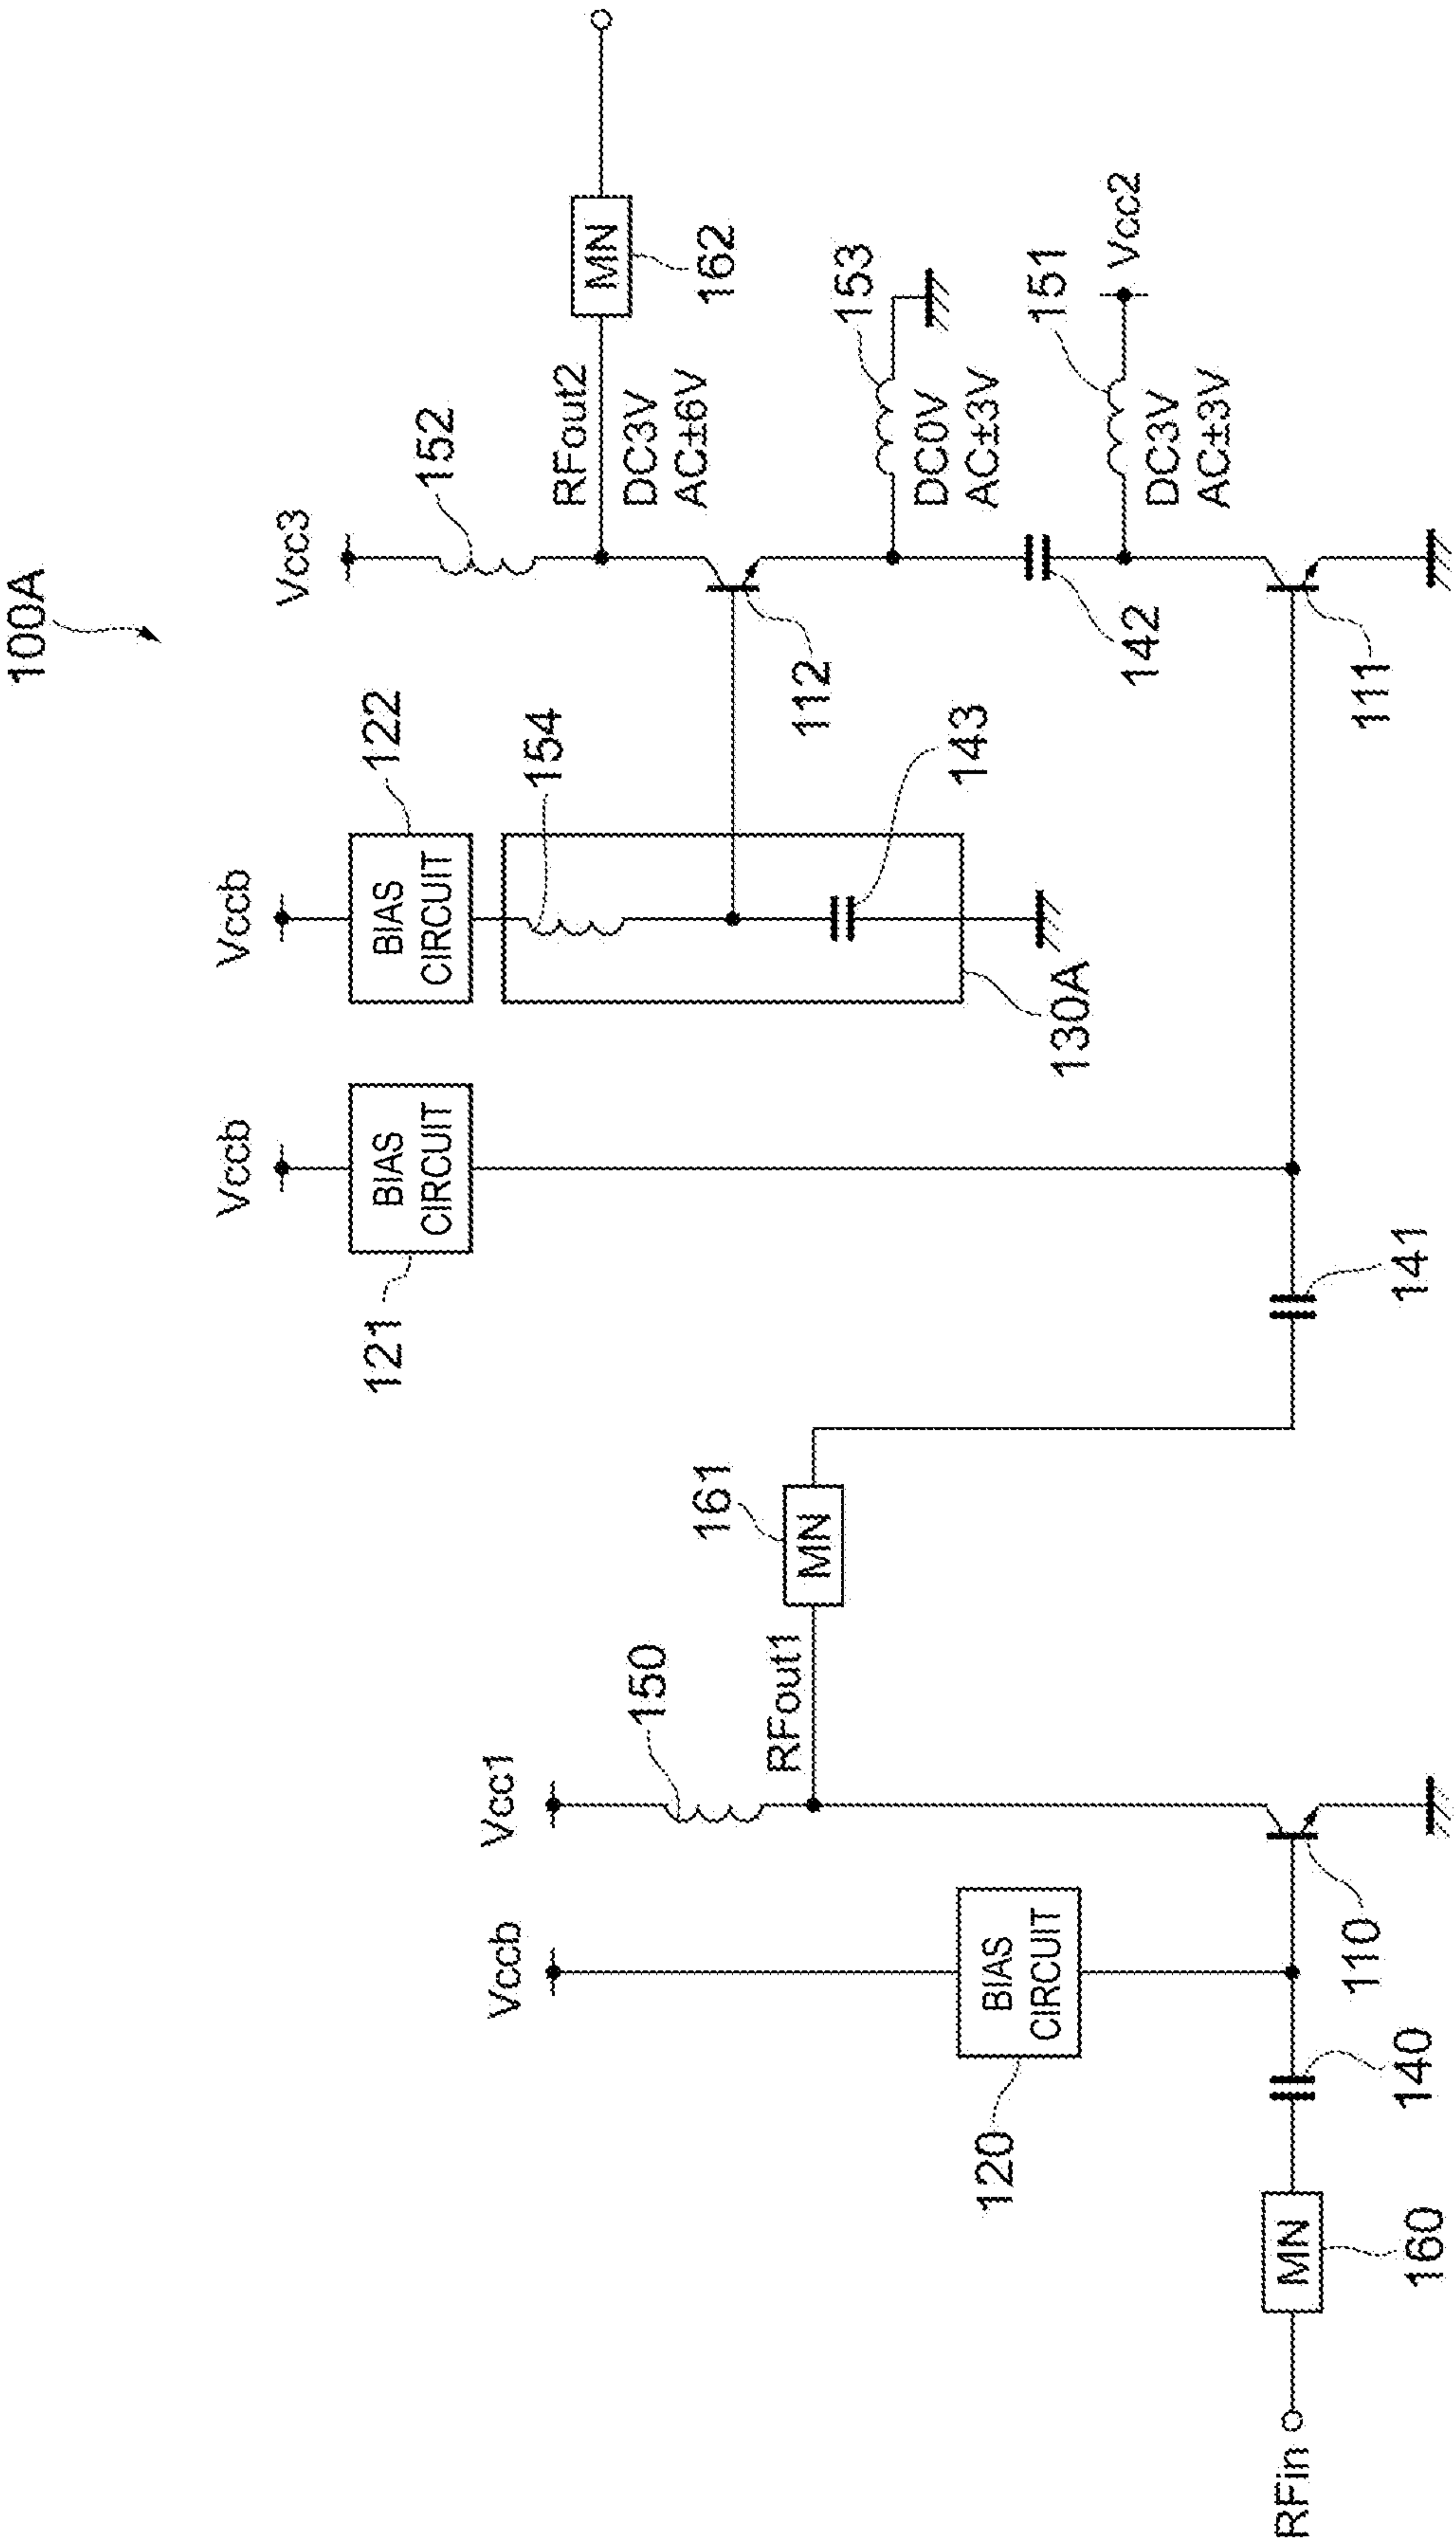 100A
Vcc3
152
RFout2
DC3V
AC±6V
MN
162
Vccb
BIAS
CIRCUIT
122
154
112
143
130A
153
DC0V
AC±3V
142
151
Vcc2
DC3V
AC±3V
111
Vccb
BIAS
CIRCUIT
121
141
161
MN
RFout1
Vcc1
150
Vccb
BIAS
CIRCUIT
120
110
140
MN
160
RFin